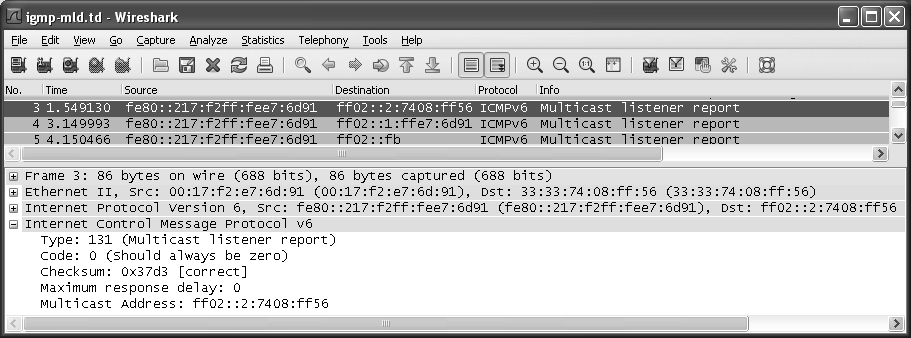 igmp-mld.td - Wireshark
File Edit View Go Capture Analyze Statistics Telephony Tools Help
No. Time Source Destination Protocol Info
3 1.549130 fe80::217:f2ff:fee7:6d91 ff02::2:7408:ff56 ICMPv6 Multicast listener report
4 3.149993 fe80::217:f2ff:fee7:6d91 ff02::1:ffe7:6d91 ICMPv6 Multicast listener report
5 4.150466 fe80::217:f2ff:fee7:6d91 ff02::fb ICMPv6 Multicast listener report
Frame 3: 86 bytes on wire (688 bits), 86 bytes captured (688 bits)
Ethernet II, Src: 00:17:f2:e7:6d:91 (00:17:f2:e7:6d:91), Dst: 33:33:74:08:ff:56 (33:33:74:08:ff:56)
Internet Protocol Version 6, Src: fe80::217:f2ff:fee7:6d91 (fe80::217:f2ff:fee7:6d91), Dst: ff02::2:7408:ff56
Internet Control Message Protocol v6
Type: 131 (Multicast listener report)
Code: 0 (Should always be zero)
Checksum: 0x37d3 [correct]
Maximum response delay: 0
Multicast Address: ff02::2:7408:ff56